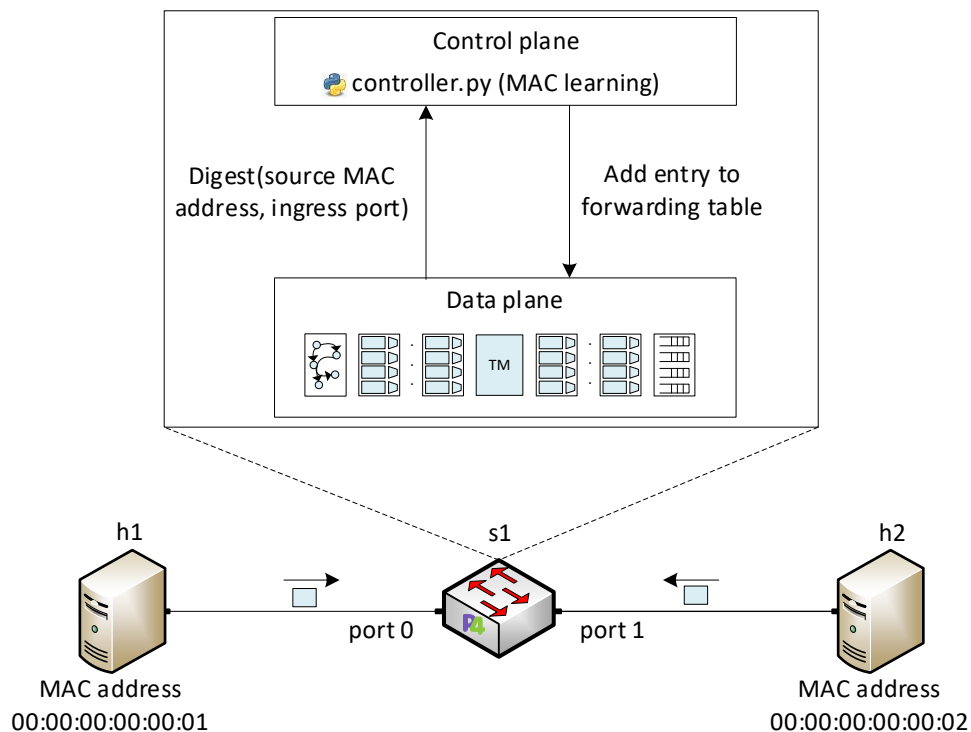 Control plane
controller.py (MAC learning)
Digest(source MAC
address, ingress port)
Add entry to
forwarding table
Data plane
TM
h1
s1
h2
P4
port 0
port 1
MAC address
00:00:00:00:00:01
MAC address
00:00:00:00:00:02